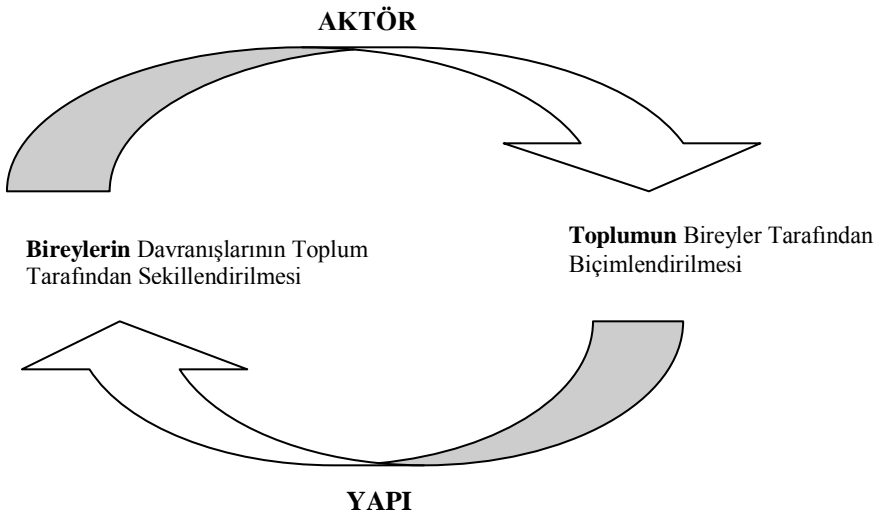 AKTÖR
Bireylerin Davranışlarının Toplum
Tarafından Sekillendirilmesi
Toplumun Bireyler Tarafından
Biçimlendirilmesi
YAPI